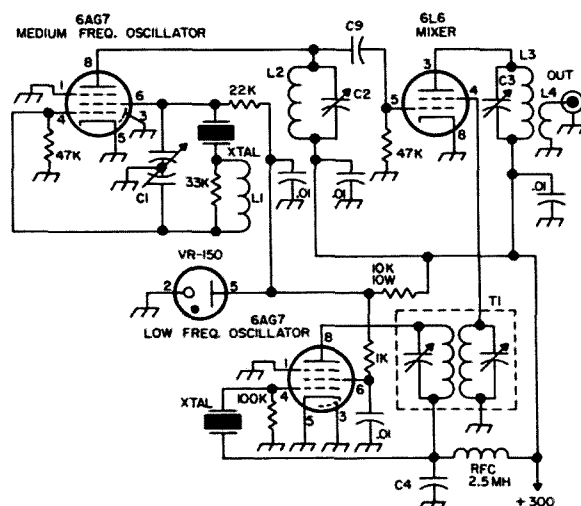 6AG7
MEDIUM FREQ. OSCILLATOR
C9
6L6
MIXER
8
1
6
4
3
5
22K
L2
C2
3
5
4
8
L3
C3
L4
OUT
47K
XTAL
47K
C1
33K
L1
.01
.01
.01
VR-150
2
5
10K
10W
T1
6AG7
LOW FREQ. OSCILLATOR
8
1
4
6
5
3
1K
XTAL
100K
.01
C4
RFC
2.5 MH
+300